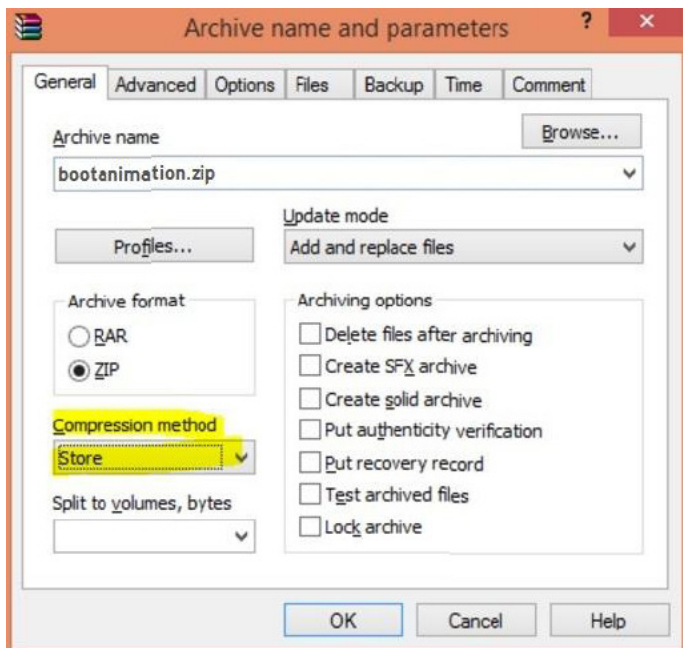 Archive name and parameters ? ×
General Advanced Options Files Backup Time Comment
Archive name
Browse...
bootanimation.zip
Update mode
Profiles...
Add and replace files
Archive format
RAR
ZIP
Compression method
Store
Split to volumes, bytes
Archiving options
Delete files after archiving
Create SFX archive
Create solid archive
Put authenticity verification
Put recovery record
Test archived files
Lock archive
OK Cancel Help